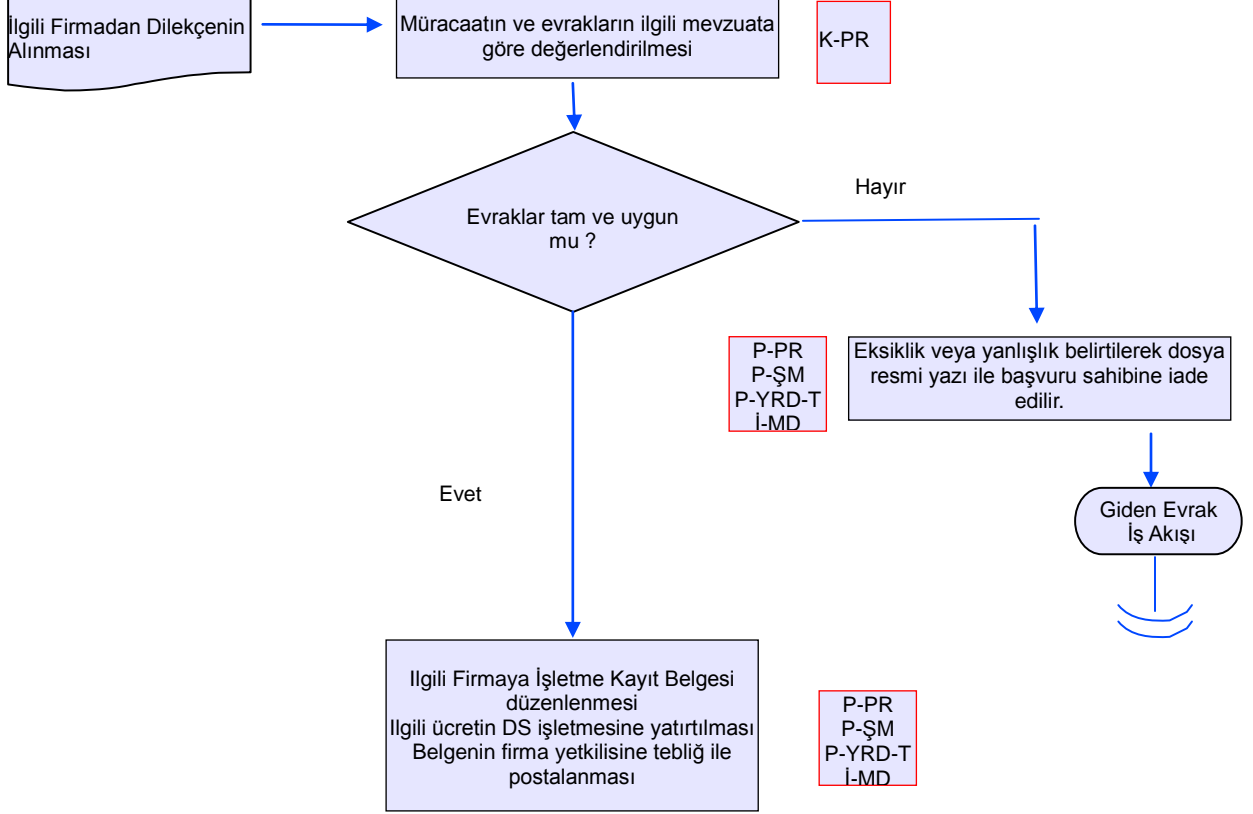 İlgili Firmadan Dilekçenin
Alınması
Müracaatın ve evrakların ilgili mevzuata
göre değerlendirilmesi
K-PR
Evraklar tam ve uygun
mu ?
Hayır
P-PR
P-ŞM
P-YRD-T
İ-MD
Eksiklik veya yanlışlık belirtilerek dosya
resmi yazı ile başvuru sahibine iade
edilir.
Evet
Giden Evrak
İş Akışı
Ilgili Firmaya İşletme Kayıt Belgesi
düzenlenmesi
Ilgili ücretin DS işletmesine yatırtılması
Belgenin firma yetkilisine tebliğ ile
postalanması
P-PR
P-ŞM
P-YRD-T
İ-MD